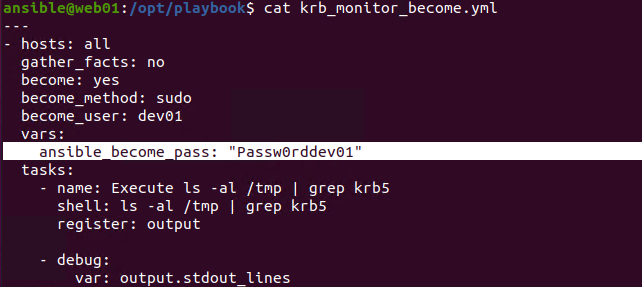 ansible@web01:/opt/playbook$ cat krb_monitor_become.yml
---
- hosts: all
  gather_facts: no
  become: yes
  become_method: sudo
  become_user: dev01
  vars:
    ansible_become_pass: "Passw0rddev01"
  tasks:
    - name: Execute ls -al /tmp | grep krb5
      shell: ls -al /tmp | grep krb5
      register: output

    - debug:
        var: output.stdout_lines